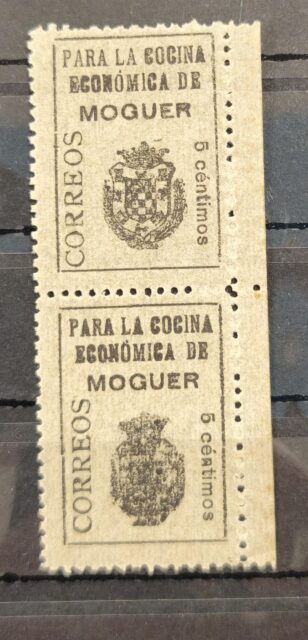 PARA LA COCINA
ECONÓMICA DE
MOGUER
CORREOS
5 céntimos
PARA LA COCINA
ECONÓMICA DE
MOGUER
CORREOS
5 céntimos